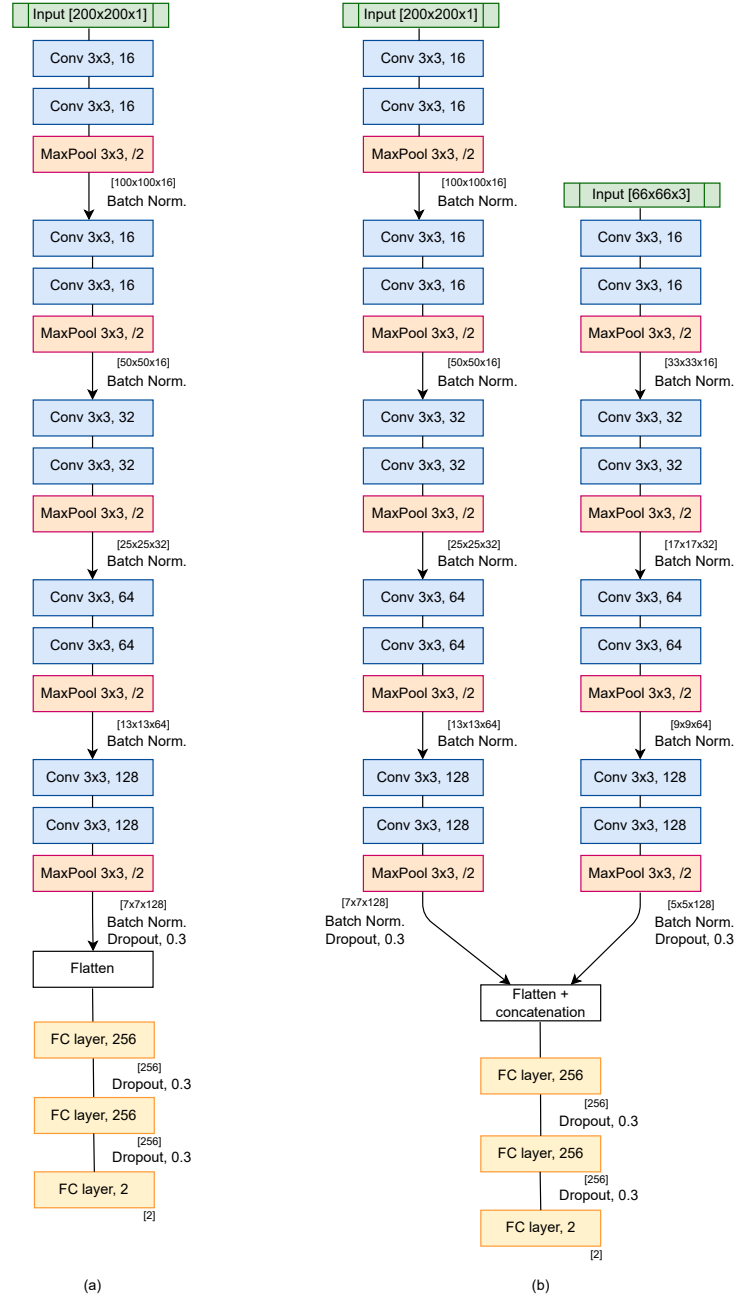 Input [200x200x1]
Conv 3x3, 16
Conv 3x3, 16
MaxPool 3x3, /2
[100x100x16]
Batch Norm.
Conv 3x3, 16
Conv 3x3, 16
MaxPool 3x3, /2
[50x50x16]
Batch Norm.
Conv 3x3, 32
Conv 3x3, 32
MaxPool 3x3, /2
[25x25x32]
Batch Norm.
Conv 3x3, 64
Conv 3x3, 64
MaxPool 3x3, /2
[13x13x64]
Batch Norm.
Conv 3x3, 128
Conv 3x3, 128
MaxPool 3x3, /2
[7x7x128]
Batch Norm.
Dropout, 0.3
Flatten
FC layer, 256
[256]
Dropout, 0.3
FC layer, 256
[256]
Dropout, 0.3
FC layer, 2
[2]
(a)
Input [200x200x1]
Conv 3x3, 16
Conv 3x3, 16
MaxPool 3x3, /2
[100x100x16]
Batch Norm.
Conv 3x3, 16
Conv 3x3, 16
MaxPool 3x3, /2
[50x50x16]
Batch Norm.
Conv 3x3, 32
Conv 3x3, 32
MaxPool 3x3, /2
[25x25x32]
Batch Norm.
Conv 3x3, 64
Conv 3x3, 64
MaxPool 3x3, /2
[13x13x64]
Batch Norm.
Conv 3x3, 128
Conv 3x3, 128
MaxPool 3x3, /2
[7x7x128]
Batch Norm.
Dropout, 0.3
Input [66x66x3]
Conv 3x3, 16
Conv 3x3, 16
MaxPool 3x3, /2
[33x33x16]
Batch Norm.
Conv 3x3, 32
Conv 3x3, 32
MaxPool 3x3, /2
[17x17x32]
Batch Norm.
Conv 3x3, 64
Conv 3x3, 64
MaxPool 3x3, /2
[9x9x64]
Batch Norm.
Conv 3x3, 128
Conv 3x3, 128
MaxPool 3x3, /2
[5x5x128]
Batch Norm.
Dropout, 0.3
Flatten +
concatenation
FC layer, 256
[256]
Dropout, 0.3
FC layer, 256
[256]
Dropout, 0.3
FC layer, 2
[2]
(b)